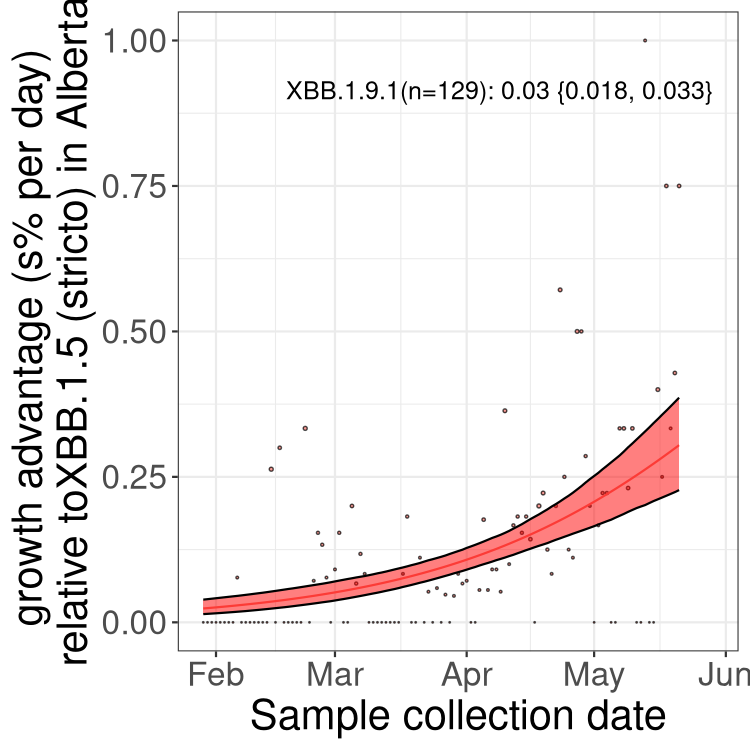 growth advantage (s% per day)
relative toXBB.1.5 (stricto) in Alberta
1.00
0.75
0.50
0.25
0.00
XBB.1.9.1(n=129): 0.03 {0.018, 0.033}
Feb Mar Apr May Jun
Sample collection date